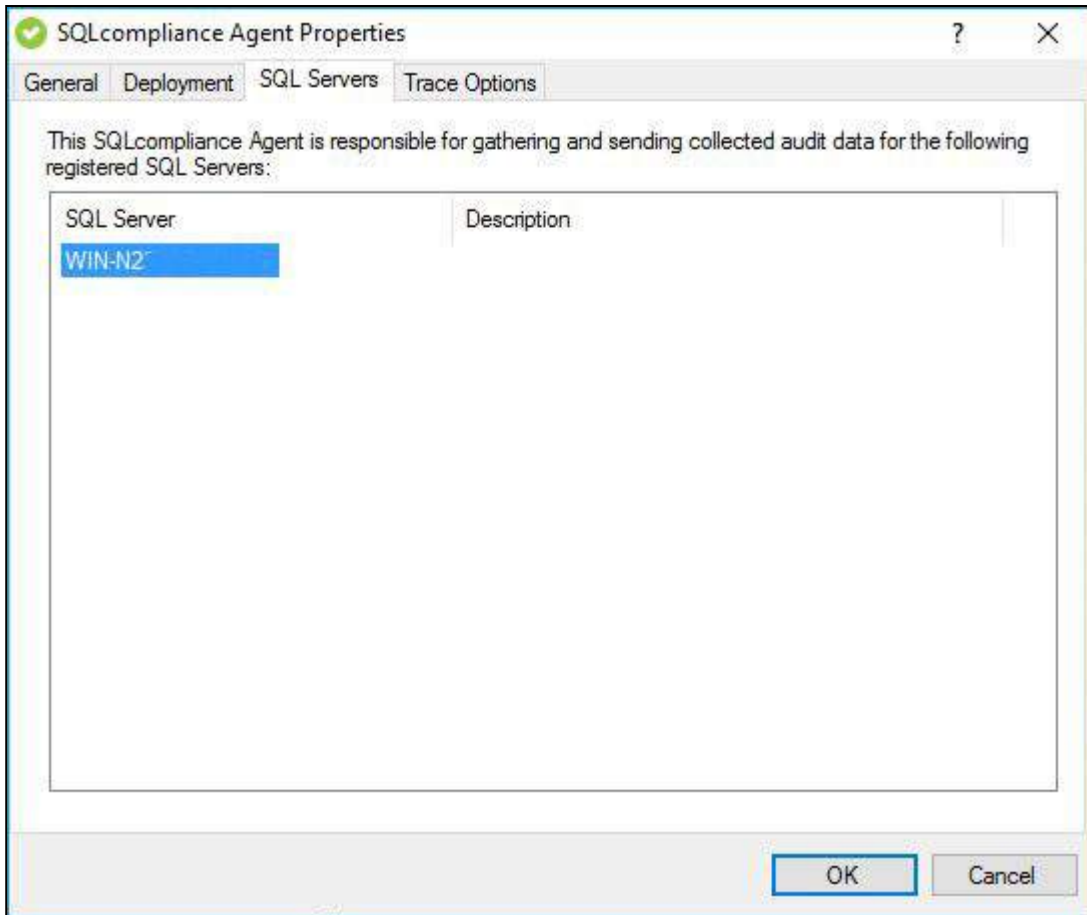 SQLcompliance Agent Properties ?
General Deployment SQL Servers Trace Options
This SQLcompliance Agent is responsible for gathering and sending collected audit data for the following
registered SQL Servers:
SQL Server Description
WIN-N2
OK Cancel